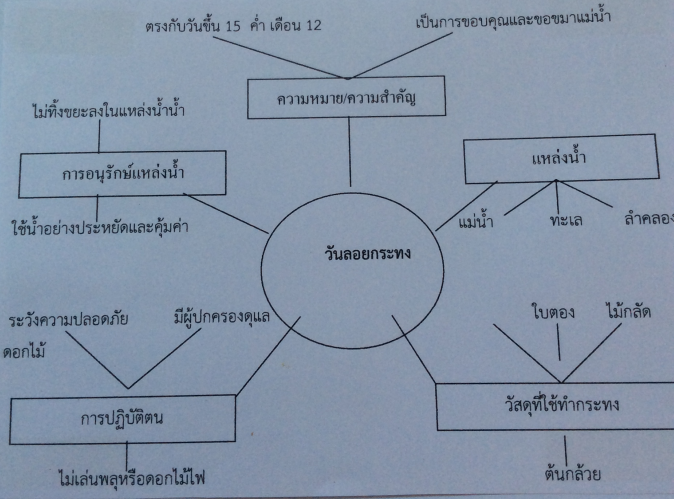 ตรงกับวันขึ้น 15 ค่ำ เดือน 12
เป็นการขอบคุณและขอขมาแม่น้ำ
ความหมาย/ความสำคัญ
ไม่ทิ้งขยะลงในแหล่งน้ำน้ำ
การอนุรักษ์แหล่งน้ำ
ใช้น้ำอย่างประหยัดและคุ้มค่า
แหล่งน้ำ
แม่น้ำ
ทะเล
ลำคลอง
วันลอยกระทง
ระวังความปลอดภัย
มีผู้ปกครองดูแล
ดอกไม้
การปฏิบัติตน
ไม่เล่นพลุหรือดอกไม้ไฟ
ใบตอง
ไม้กลัด
วัสดุที่ใช้ทำกระทง
ต้นกล้วย